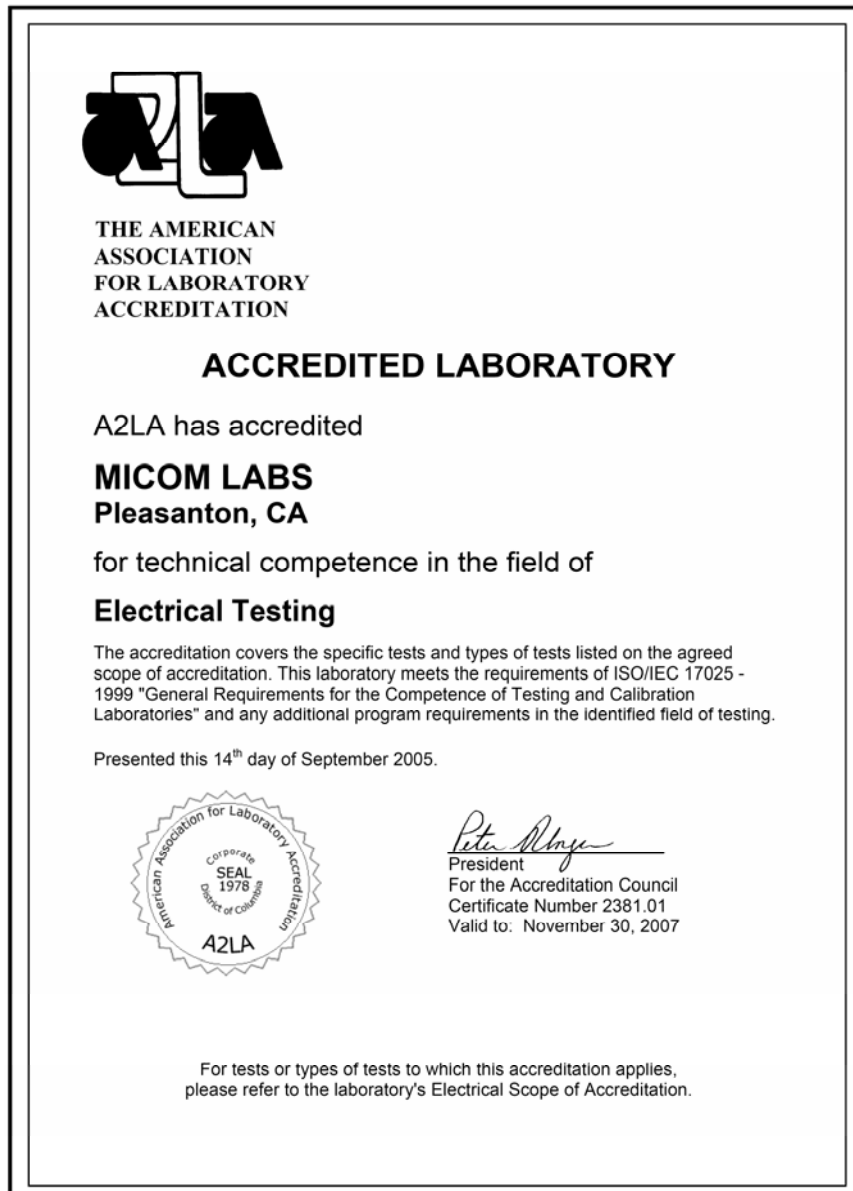 A2LA
THE AMERICAN
ASSOCIATION
FOR LABORATORY
ACCREDITATION
ACCREDITED LABORATORY
A2LA has accredited
MICOM LABS
Pleasanton, CA
for technical competence in the field of
Electrical Testing
The accreditation covers the specific tests and types of tests listed on the agreed
scope of accreditation. This laboratory meets the requirements of ISO/IEC 17025 -
1999 "General Requirements for the Competence of Testing and Calibration
Laboratories" and any additional program requirements in the identified field of testing.
Presented this 14th day of September 2005.
American Association for Laboratory Accreditation
Corporate
SEAL
1978
District of Columbia
A2LA
President
For the Accreditation Council
Certificate Number 2381.01
Valid to: November 30, 2007
For tests or types of tests to which this accreditation applies,
please refer to the laboratory's Electrical Scope of Accreditation.